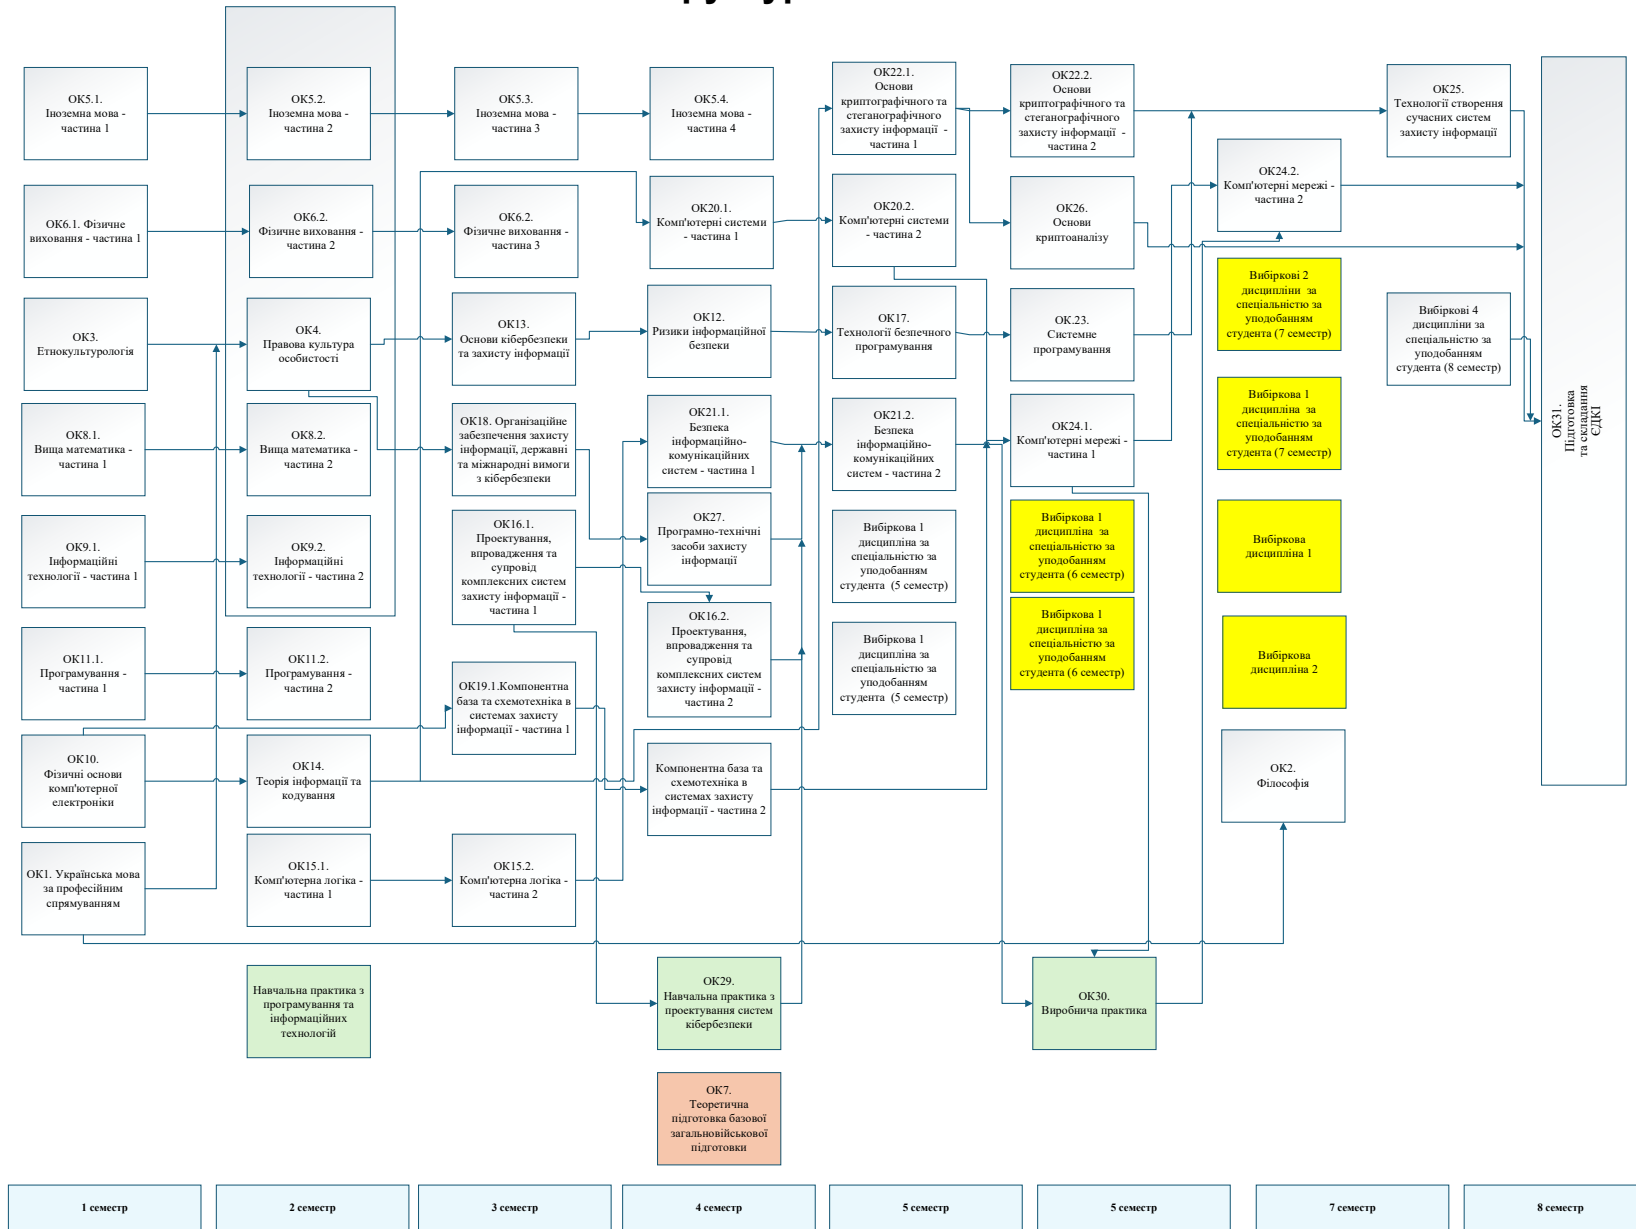 ОК5.1.
Іноземна мова -
частина 1
ОК6.1. Фізичне
виховання - частина 1
ОК3.
Етнокультурологія
ОК8.1.
Вища математика -
частина 1
ОК9.1.
Інформаційні
технології - частина 1
ОК11.1.
Програмування -
частина 1
ОК10.
Фізичні основи
комп'ютерної
електроніки
ОК1. Українська мова
за професійним
спрямуванням
ОК5.2.
Іноземна мова -
частина 2
ОК6.2.
Фізичне виховання -
частина 2
ОК4.
Правова культура
особистості
ОК8.2.
Вища математика -
частина 2
ОК9.2.
Інформаційні
технології - частина 2
ОК11.2.
Програмування -
частина 2
ОК14.
Теорія інформації та
кодування
ОК15.1.
Комп'ютерна логіка -
частина 1
Навчальна практика з
програмування та
інформаційних
технологій
ОК5.3.
Іноземна мова -
частина 3
ОК6.2.
Фізичне виховання -
частина 3
ОК13.
Основи кібербезпеки
та захисту інформації
ОК18. Організаційне
забезпечення захисту
інформації, державні
та міжнародні вимоги
з кібербезпеки
ОК16.1.
Проектування,
впровадження та
супровід
комплексних систем
захисту інформації -
частина 1
ОК19.1.Компонентна
база та схемотехніка в
системах захисту
інформації - частина 1
ОК15.2.
Комп'ютерна логіка -
частина 2
ОК5.4.
Іноземна мова -
частина 4
ОК20.1.
Комп'ютерні системи
- частина 1
ОК12.
Ризики інформаційної
безпеки
ОК21.1.
Безпека
інформаційно-
комунікаційних
систем - частина 1
ОК27.
Програмно-технічні
засоби захисту
інформації
ОК16.2.
Проектування,
впровадження та
супровід
комплексних систем
захисту інформації -
частина 2
Компонентна база та
схемотехніка в
системах захисту
інформації - частина 2
ОК29.
Навчальна практика з
проектування систем
кібербезпеки
ОК7.
Теоретична
підготовка базової
загальновійськової
підготовки
ОК22.1.
Основи
криптографічного та
стеганографічного
захисту інформації -
частина 1
ОК20.2.
Комп'ютерні системи
- частина 2
ОК17.
Технології безпечного
програмування
ОК21.2.
Безпека
інформаційно-
комунікаційних
систем - частина 2
Вибіркова 1
дисципліна за
спеціальністю за
уподобанням
студента (5 семестр)
Вибіркова 1
дисципліна за
спеціальністю за
уподобанням
студента (5 семестр)
ОК22.2.
Основи
криптографічного та
стеганографічного
захисту інформації -
частина 2
ОК26.
Основи
криптоаналізу
ОК.23.
Системне
програмування
ОК24.1.
Комп'ютерні мережі -
частина 1
Вибіркова 1
дисципліна за
спеціальністю за
уподобанням
студента (6 семестр)
Вибіркова 1
дисципліна за
спеціальністю за
уподобанням
студента (6 семестр)
ОК30.
Виробнича практика
ОК24.2.
Комп'ютерні мережі -
частина 2
Вибіркові 2
дисципліни за
спеціальністю за
уподобанням
студента (7 семестр)
Вибіркова 1
дисципліна за
спеціальністю за
уподобанням
студента (7 семестр)
Вибіркова
дисципліна 1
Вибіркова
дисципліна 2
ОК2.
Філософія
ОК25.
Технології створення
сучасних систем
захисту інформації
Вибіркові 4
дисципліни за
спеціальністю за
уподобанням
студента (8 семестр)
ОК31.
Підготовка
та складання
ЄДКІ
1 семестр
2 семестр
3 семестр
4 семестр
5 семестр
5 семестр
7 семестр
8 семестр